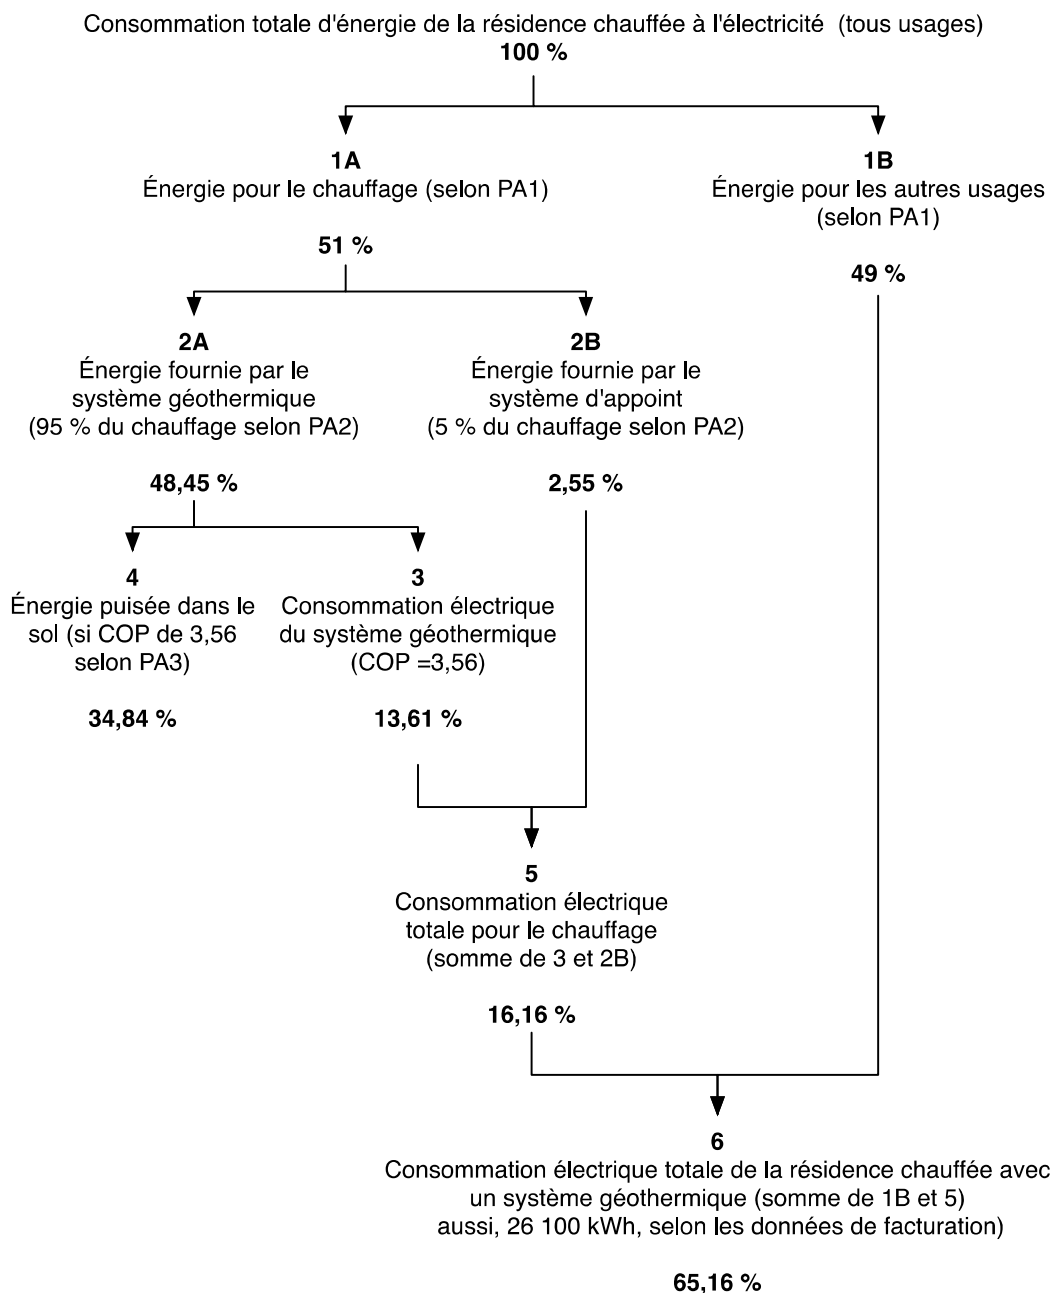 Consommation totale d'énergie de la résidence chauffée à l'électricité (tous usages)
100 %
1A
Énergie pour le chauffage (selon PA1)
51 %
1B
Énergie pour les autres usages
(selon PA1)
49 %
2A
Énergie fournie par le
système géothermique
(95 % du chauffage selon PA2)
48,45 %
2B
Énergie fournie par le
système d'appoint
(5 % du chauffage selon PA2)
2,55 %
4
Énergie puisée dans le
sol (si COP de 3,56
selon PA3)
34,84 %
3
Consommation électrique
du système géothermique
(COP =3,56)
13,61 %
5
Consommation électrique
totale pour le chauffage
(somme de 3 et 2B)
16,16 %
6
Consommation électrique totale de la résidence chauffée avec
un système géothermique (somme de 1B et 5)
aussi, 26 100 kWh, selon les données de facturation)
65,16 %